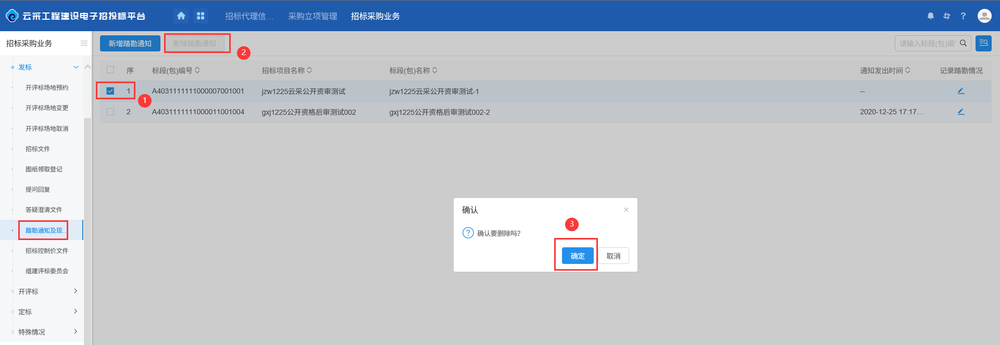 云采工程建设电子招投标平台
招标代理信...
采购立项管理
招标采购业务
?
招标采购业务
新增踏勘通知
删除踏勘通知
2
请输入标段(包)编
发标
开评标场地预约
开评标场地变更
开评标场地取消
招标文件
图纸领取登记
提问回复
答疑澄清文件
踏勘通知及现...
招标控制价文件
组建评标委员会
开评标
定标
特殊情况
序 标段(包)编号 招标项目名称 标段(包)名称 通知发出时间 记录踏勘情况
1 A4031111111000007001001 jzw1225云采公开资审测试 jzw1225云采公开资审测试-1 --
1
2 A4031111111000011001004 gxj1225公开资格后审测试002 gxj1225公开资格后审测试002-2 2020-12-25 17:17...
确认
×
? 确认要删除吗?
3
确定
取消